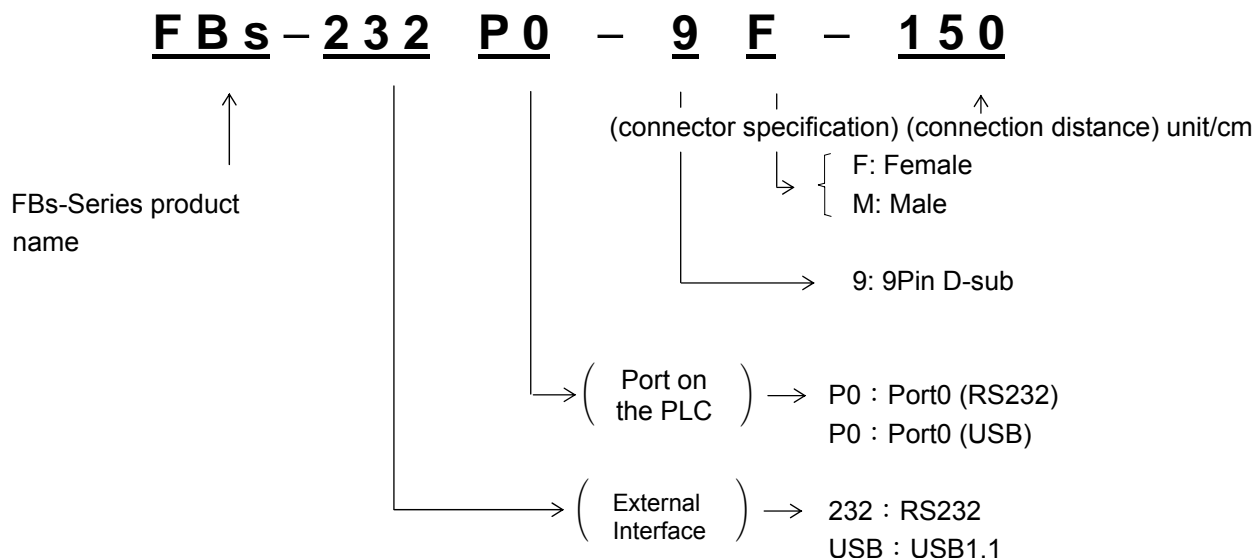 FBs–232 P0 – 9 F – 150
(connector specification) (connection distance) unit/cm
F: Female
M: Male
FBs-Series product
name
9: 9Pin D-sub
Port on
the PLC
P0：Port0 (RS232)
P0：Port0 (USB)
External
Interface
232：RS232
USB：USB1.1